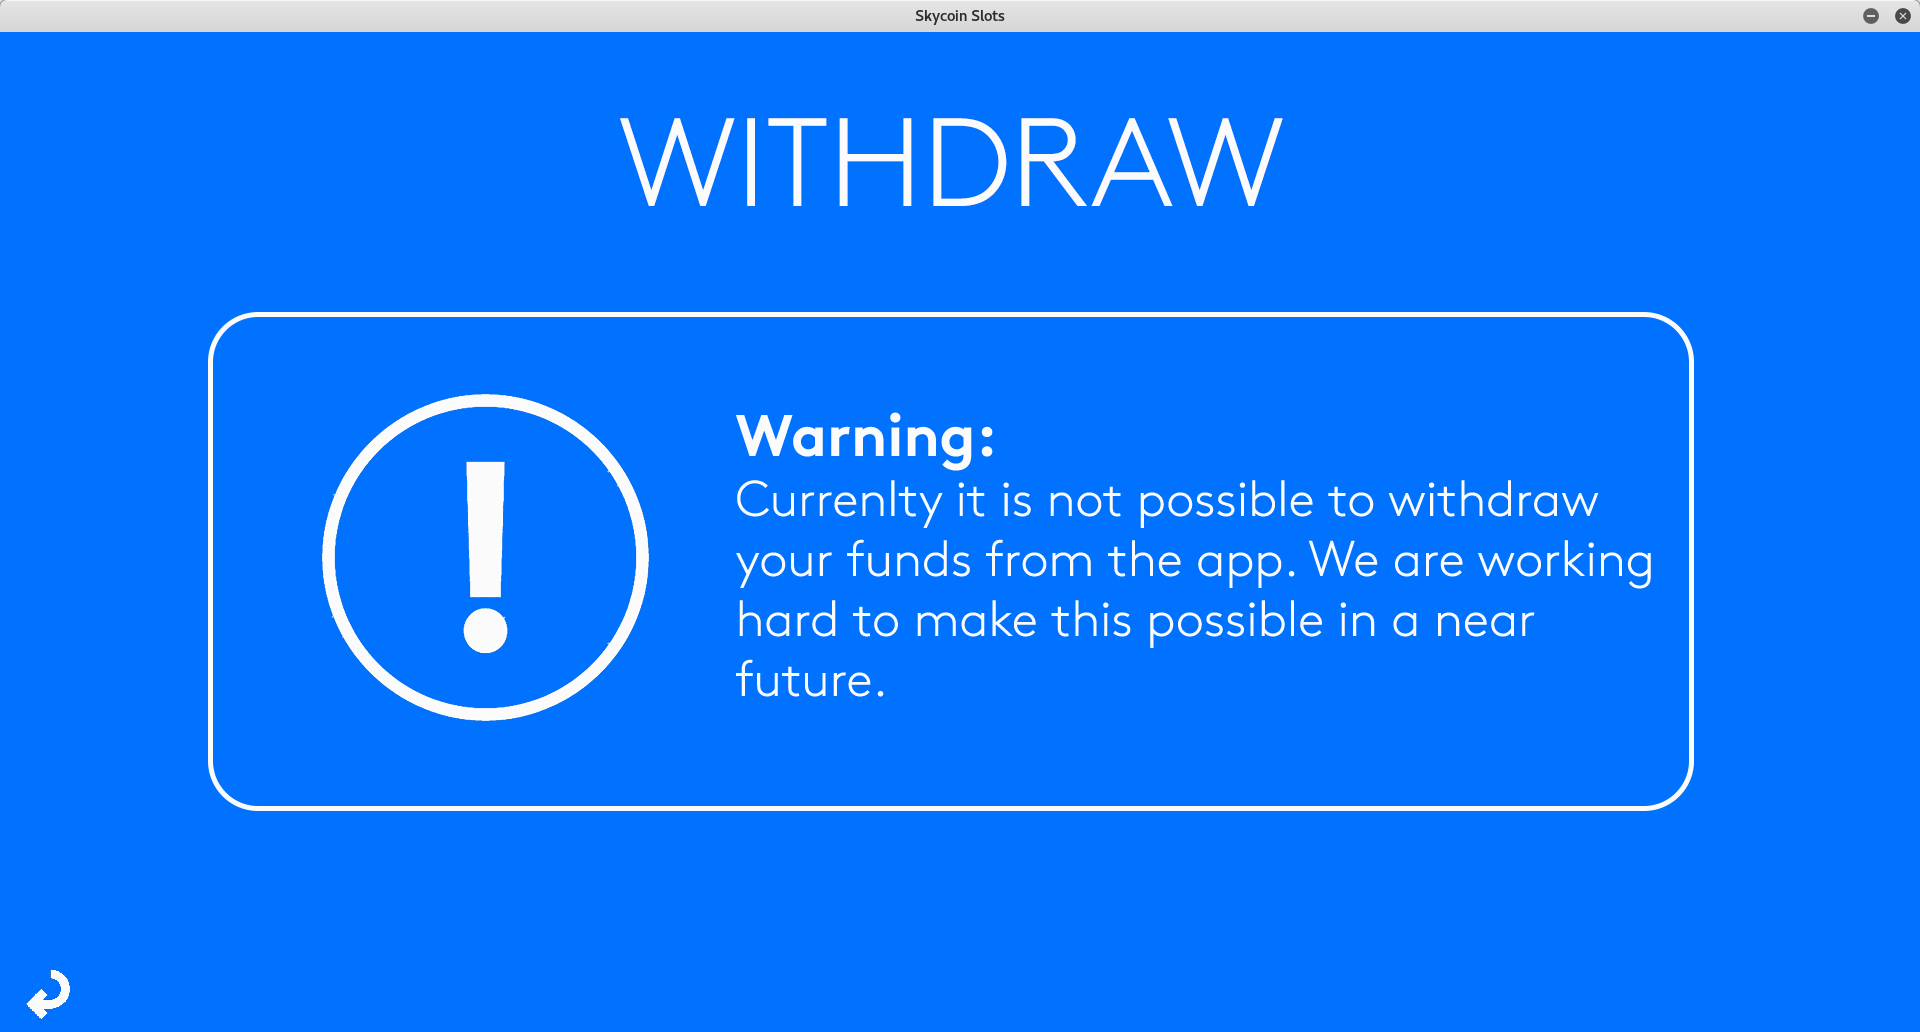 Skycoin Slots
WITHDRAW
Warning:
Currenlty it is not possible to withdraw
your funds from the app. We are working
hard to make this possible in a near
future.